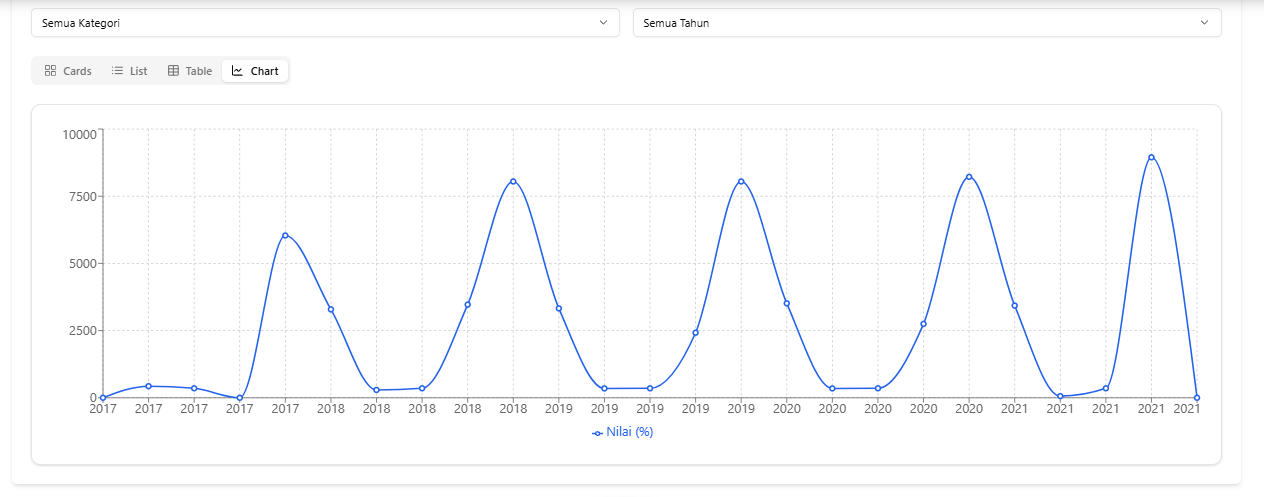 Semua Kategori Semua Tahun
Cards List Table Chart
10000
7500
5000
2500
0
2017 2017 2017 2017 2017 2018 2018 2018 2018 2018 2019 2019 2019 2019 2019 2020 2020 2020 2020 2020 2021 2021 2021 2021 2021
Nilai (%)